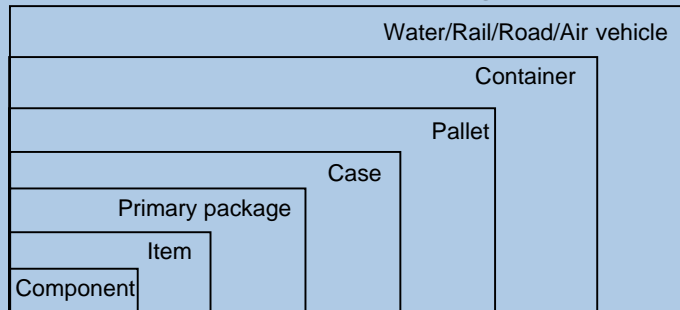 Water/Rail/Road/Air vehicle
Container
Pallet
Case
Primary package
Item
Component